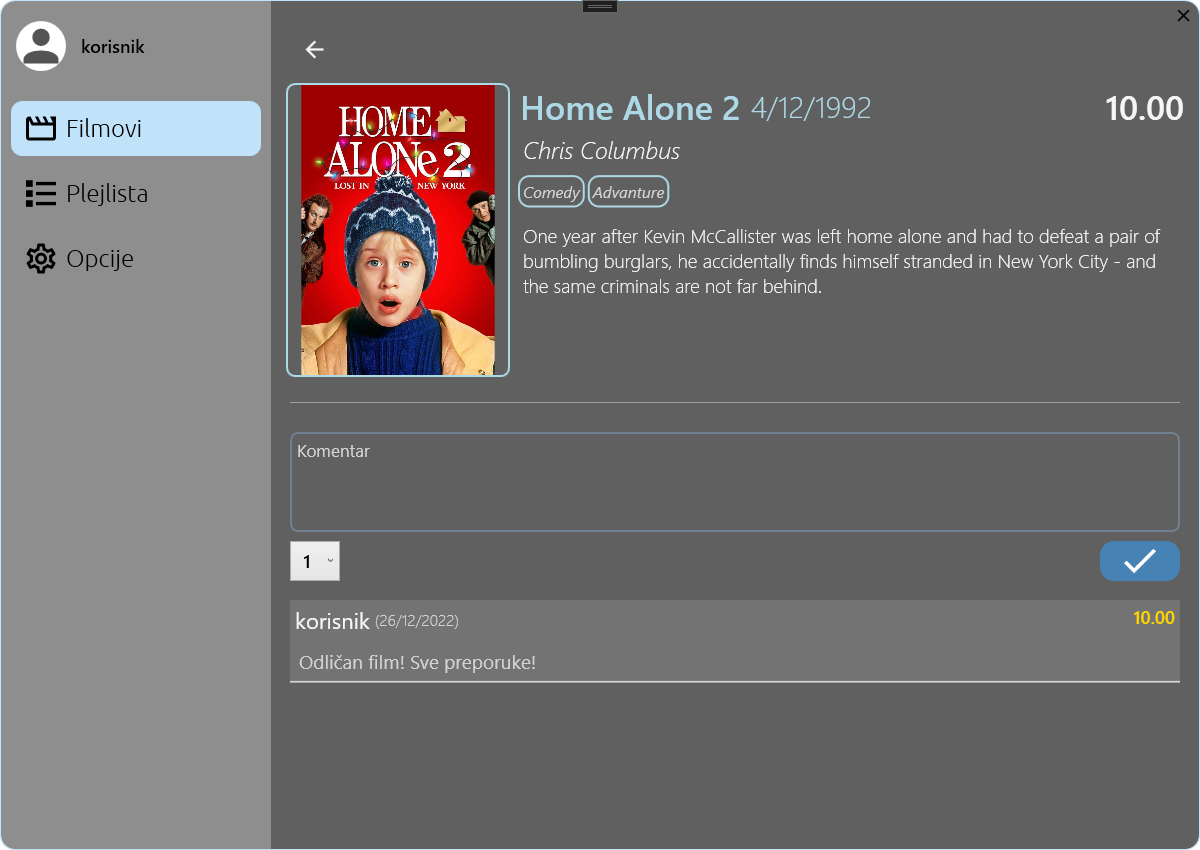 korisnik
Filmovi
Plejlista
Opcije
HOME
ALONe 2
LOST IN NEW YORK
Home Alone 2 4/12/1992
10.00
Chris Columbus
Comedy Advanture
One year after Kevin McCallister was left home alone and had to defeat a pair of
bumbling burglars, he accidentally finds himself stranded in New York City - and
the same criminals are not far behind.
Komentar
1
korisnik (26/12/2022)
10.00
Odličan film! Sve preporuke!